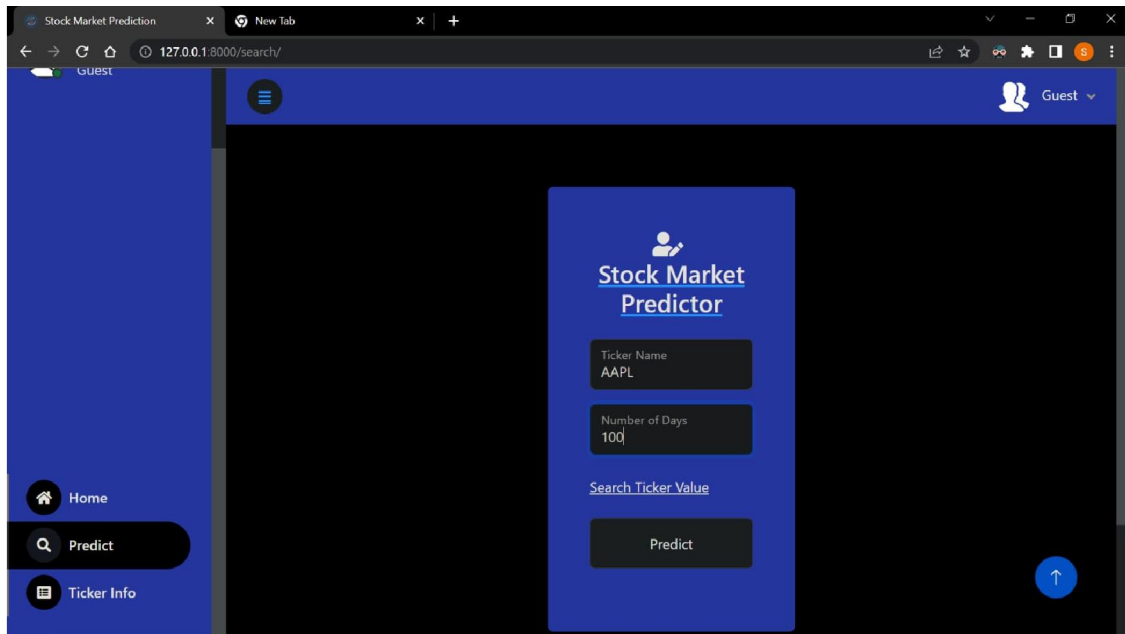 Stock Market Prediction
New Tab
127.0.0.1:8000/search/
S
Guest
Guest
Stock Market
Predictor
Ticker Name
AAPL
Number of Days
100
Search Ticker Value
Predict
Home
Predict
Ticker Info